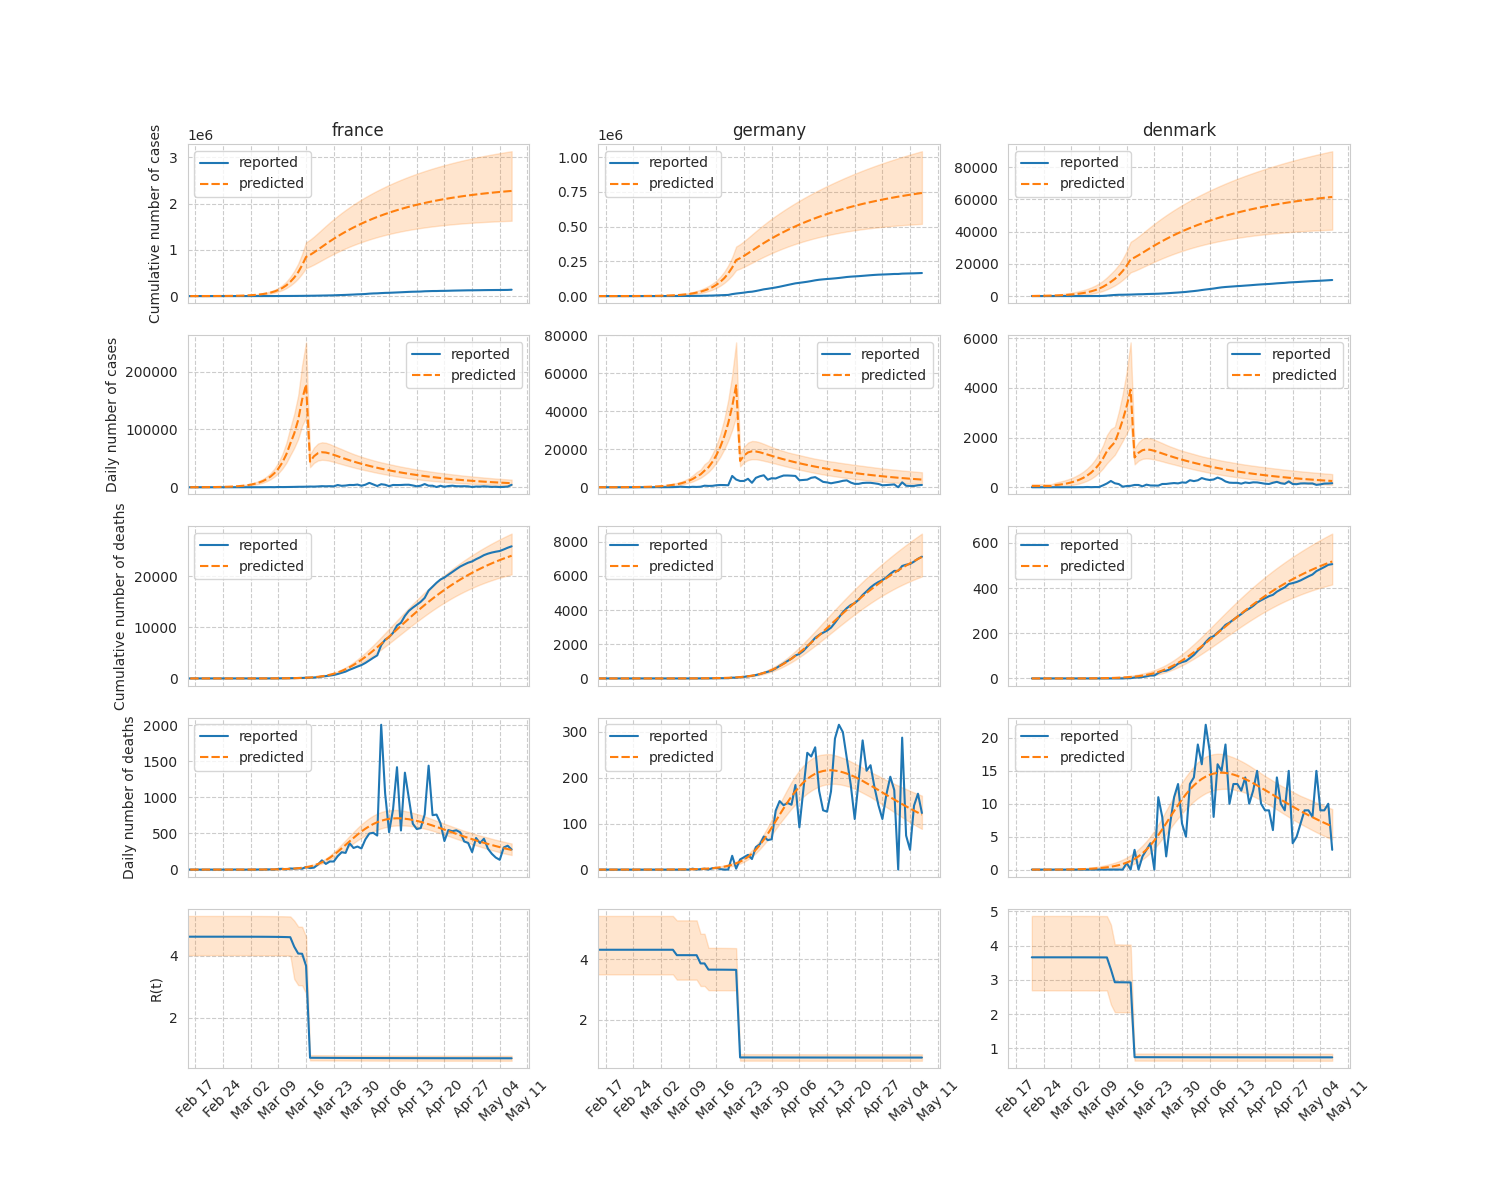 france
germany
denmark
Cumulative number of cases
1e6
3
2
1
0
reported
predicted
1e6
1.00
0.75
0.50
0.25
0.00
reported
predicted
80000
60000
40000
20000
0
reported
predicted
Daily number of cases
200000
100000
0
reported
predicted
80000
60000
40000
20000
0
reported
predicted
6000
4000
2000
0
reported
predicted
Cumulative number of deaths
20000
10000
0
reported
predicted
8000
6000
4000
2000
0
reported
predicted
600
400
200
0
reported
predicted
Daily number of deaths
2000
1500
1000
500
0
reported
predicted
300
200
100
0
reported
predicted
20
15
10
5
0
reported
predicted
R(t)
4
2
4
2
5
4
3
2
1
Feb 17
Feb 24
Mar 02
Mar 09
Mar 16
Mar 23
Mar 30
Apr 06
Apr 13
Apr 20
Apr 27
May 04
May 11
Feb 17
Feb 24
Mar 02
Mar 09
Mar 16
Mar 23
Mar 30
Apr 06
Apr 13
Apr 20
Apr 27
May 04
May 11
Feb 17
Feb 24
Mar 02
Mar 09
Mar 16
Mar 23
Mar 30
Apr 06
Apr 13
Apr 20
Apr 27
May 04
May 11